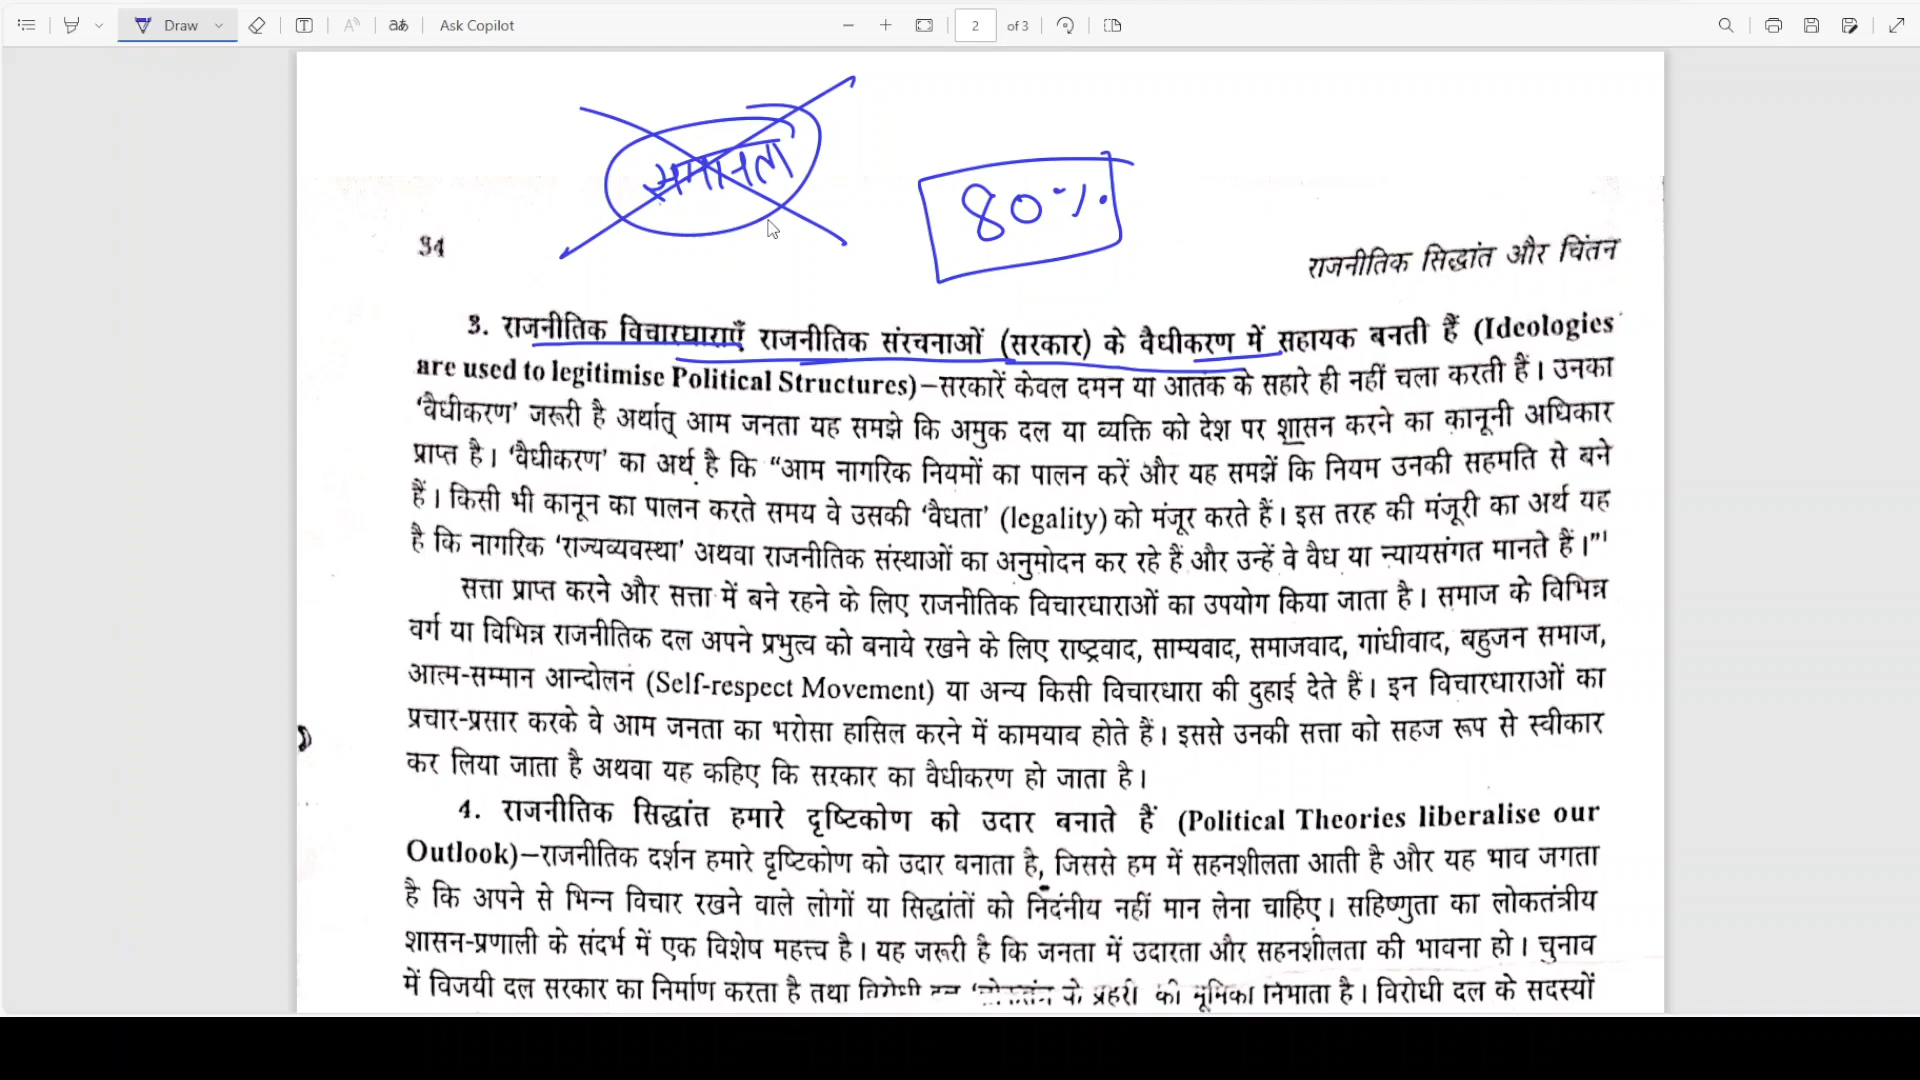 Draw
Ask Copilot
2 of 3
समानता
80%
34
राजनीतिक सिद्धांत और चिंतन
3. राजनीतिक विचारधाराएँ राजनीतिक संरचनाओं (सरकार) के वैधीकरण में सहायक बनती हैं (Ideologies
are used to legitimise Political Structures)–सरकारें केवल दमन या आतंक के सहारे ही नहीं चला करती हैं। उनका
‘वैधीकरण’ जरूरी है अर्थात् आम जनता यह समझे कि अमुक दल या व्यक्ति को देश पर शासन करने का कानूनी अधिकार
प्राप्त है। ‘वैधीकरण’ का अर्थ है कि “आम नागरिक नियमों का पालन करें और यह समझें कि नियम उनकी सहमति से बने
हैं। किसी भी कानून का पालन करते समय वे उसकी ‘वैधता’ (legality) को मंजूर करते हैं। इस तरह की मंजूरी का अर्थ यह
है कि नागरिक ‘राज्यव्यवस्था’ अथवा राजनीतिक संस्थाओं का अनुमोदन कर रहे हैं और उन्हें वे वैध या न्यायसंगत मानते हैं।”¹
सत्ता प्राप्त करने और सत्ता में बने रहने के लिए राजनीतिक विचारधाराओं का उपयोग किया जाता है। समाज के विभिन्न
वर्ग या विभिन्न राजनीतिक दल अपने प्रभुत्व को बनाये रखने के लिए राष्ट्रवाद, साम्यवाद, समाजवाद, गांधीवाद, बहुजन समाज,
आत्म-सम्मान आन्दोलन (Self-respect Movement) या अन्य किसी विचारधारा की दुहाई देते हैं। इन विचारधाराओं का
प्रचार-प्रसार करके वे आम जनता का भरोसा हासिल करने में कामयाब होते हैं। इससे उनकी सत्ता को सहज रूप से स्वीकार
कर लिया जाता है अथवा यह कहिए कि सरकार का वैधीकरण हो जाता है।
4. राजनीतिक सिद्धांत हमारे दृष्टिकोण को उदार बनाते हैं (Political Theories liberalise our
Outlook)–राजनीतिक दर्शन हमारे दृष्टिकोण को उदार बनाता है, जिससे हम में सहनशीलता आती है और यह भाव जगता
है कि अपने से भिन्न विचार रखने वाले लोगों या सिद्धांतों को निंदनीय नहीं मान लेना चाहिए। सहिष्णुता का लोकतंत्रीय
शासन-प्रणाली के संदर्भ में एक विशेष महत्त्व है। यह जरूरी है कि जनता में उदारता और सहनशीलता की भावना हो। चुनाव
में विजयी दल सरकार का निर्माण करता है तथा विरोधी दल ‘लोकतंत्र के प्रहरी’ की भूमिका निभाता है। विरोधी दल के सदस्यों